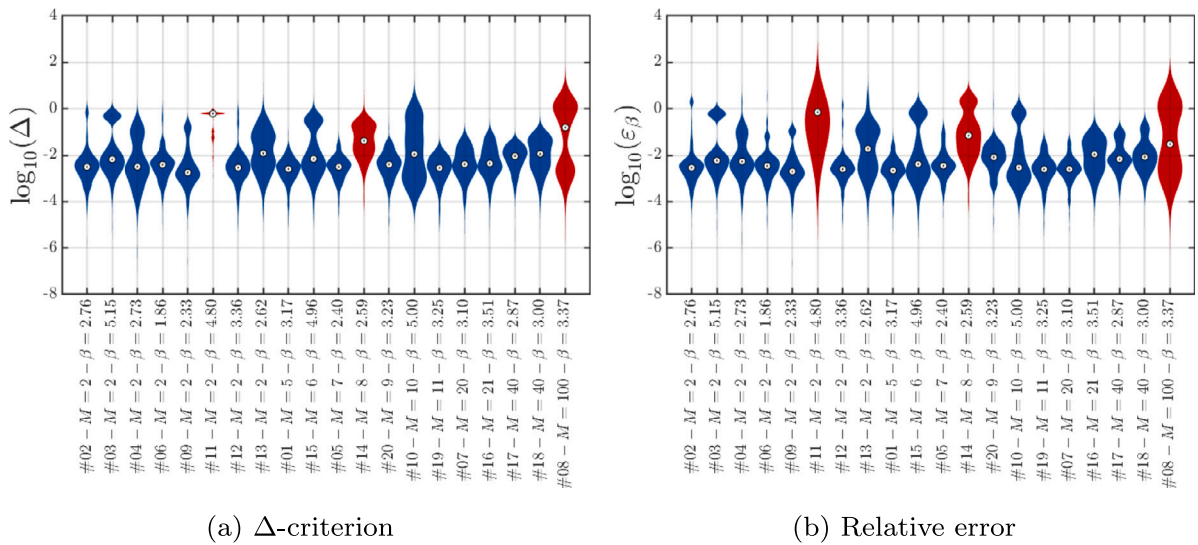 4
2
0
-2
-4
-6
-8
log₁₀(Δ)
#02 − M = 2 − β = 2.76
#03 − M = 2 − β = 5.15
#04 − M = 2 − β = 2.73
#06 − M = 2 − β = 1.86
#09 − M = 2 − β = 2.33
#11 − M = 2 − β = 4.80
#12 − M = 2 − β = 3.36
#13 − M = 2 − β = 2.62
#01 − M = 5 − β = 3.17
#15 − M = 6 − β = 4.96
#05 − M = 7 − β = 2.40
#14 − M = 8 − β = 2.59
#20 − M = 9 − β = 3.23
#10 − M = 10 − β = 5.00
#19 − M = 11 − β = 3.25
#07 − M = 20 − β = 3.10
#16 − M = 21 − β = 3.51
#17 − M = 40 − β = 2.87
#18 − M = 40 − β = 3.00
#08 − M = 100 − β = 3.37
(a) Δ-criterion
4
2
0
-2
-4
-6
-8
log₁₀(ε_β)
#02 − M = 2 − β = 2.76
#03 − M = 2 − β = 5.15
#04 − M = 2 − β = 2.73
#06 − M = 2 − β = 1.86
#09 − M = 2 − β = 2.33
#11 − M = 2 − β = 4.80
#12 − M = 2 − β = 3.36
#13 − M = 2 − β = 2.62
#01 − M = 5 − β = 3.17
#15 − M = 6 − β = 4.96
#05 − M = 7 − β = 2.40
#14 − M = 8 − β = 2.59
#20 − M = 9 − β = 3.23
#10 − M = 10 − β = 5.00
#19 − M = 11 − β = 3.25
#07 − M = 20 − β = 3.10
#16 − M = 21 − β = 3.51
#17 − M = 40 − β = 2.87
#18 − M = 40 − β = 3.00
#08 − M = 100 − β = 3.37
(b) Relative error